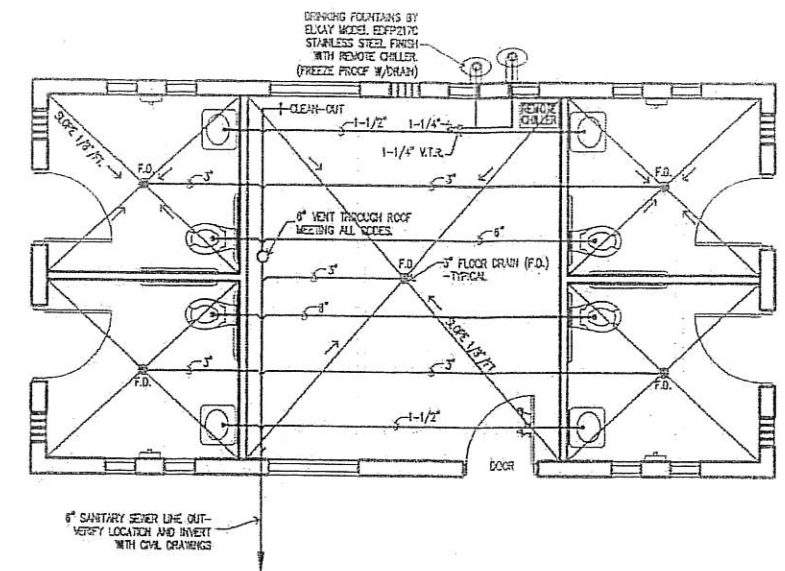 DRINKING FOUNTAINS BY
ELKAY MODEL EDFP217C
STAINLESS STEEL FINISH
WITH REMOTE CHILLER.
(FREEZE PROOF W/DRAIN)
CLEAN-OUT
1-1/2"
1-1/4"
REMOTE
CHILLER
1-1/4" V.T.R.
SLOPE 1/8"/FT.
F.D.
3"
3"
F.D.
6" VENT THROUGH ROOF
MEETING ALL CODES.
6"
F.D.
3"
3" FLOOR DRAIN (F.D.)
-TYPICAL
SLOPE 1/8"/FT.
F.D.
3"
3"
F.D.
1-1/2"
DOOR
6" SANITARY SEWER LINE OUT-
VERIFY LOCATION AND INVERT
WITH CIVIL DRAWINGS